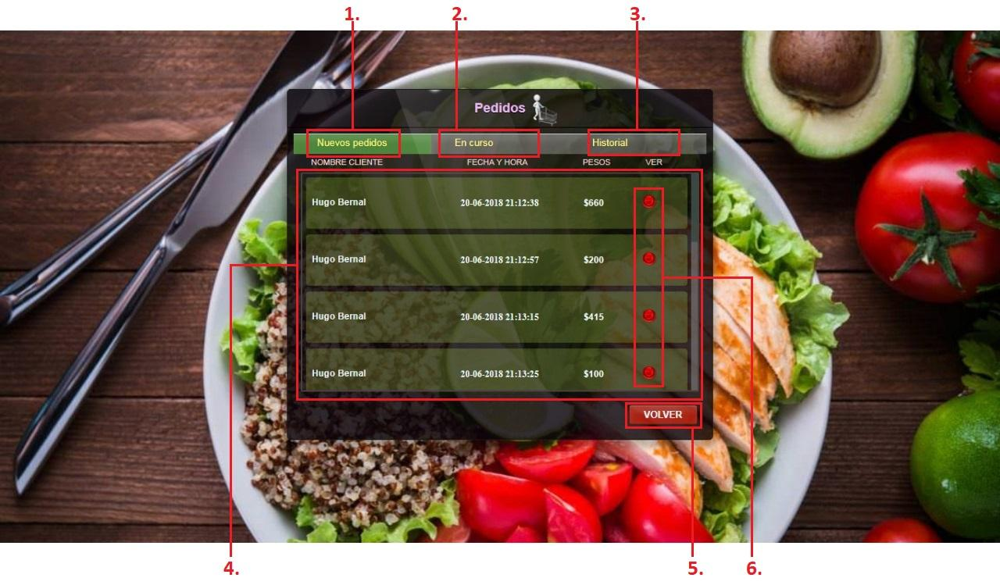 1. 2. 3.
Pedidos
Nuevos pedidos En curso Historial
NOMBRE CLIENTE FECHA Y HORA PESOS VER
Hugo Bernal 20-06-2018 21:12:38 $660
Hugo Bernal 20-06-2018 21:12:57 $200
Hugo Bernal 20-06-2018 21:13:15 $415
Hugo Bernal 20-06-2018 21:13:25 $100
VOLVER
4. 5. 6.